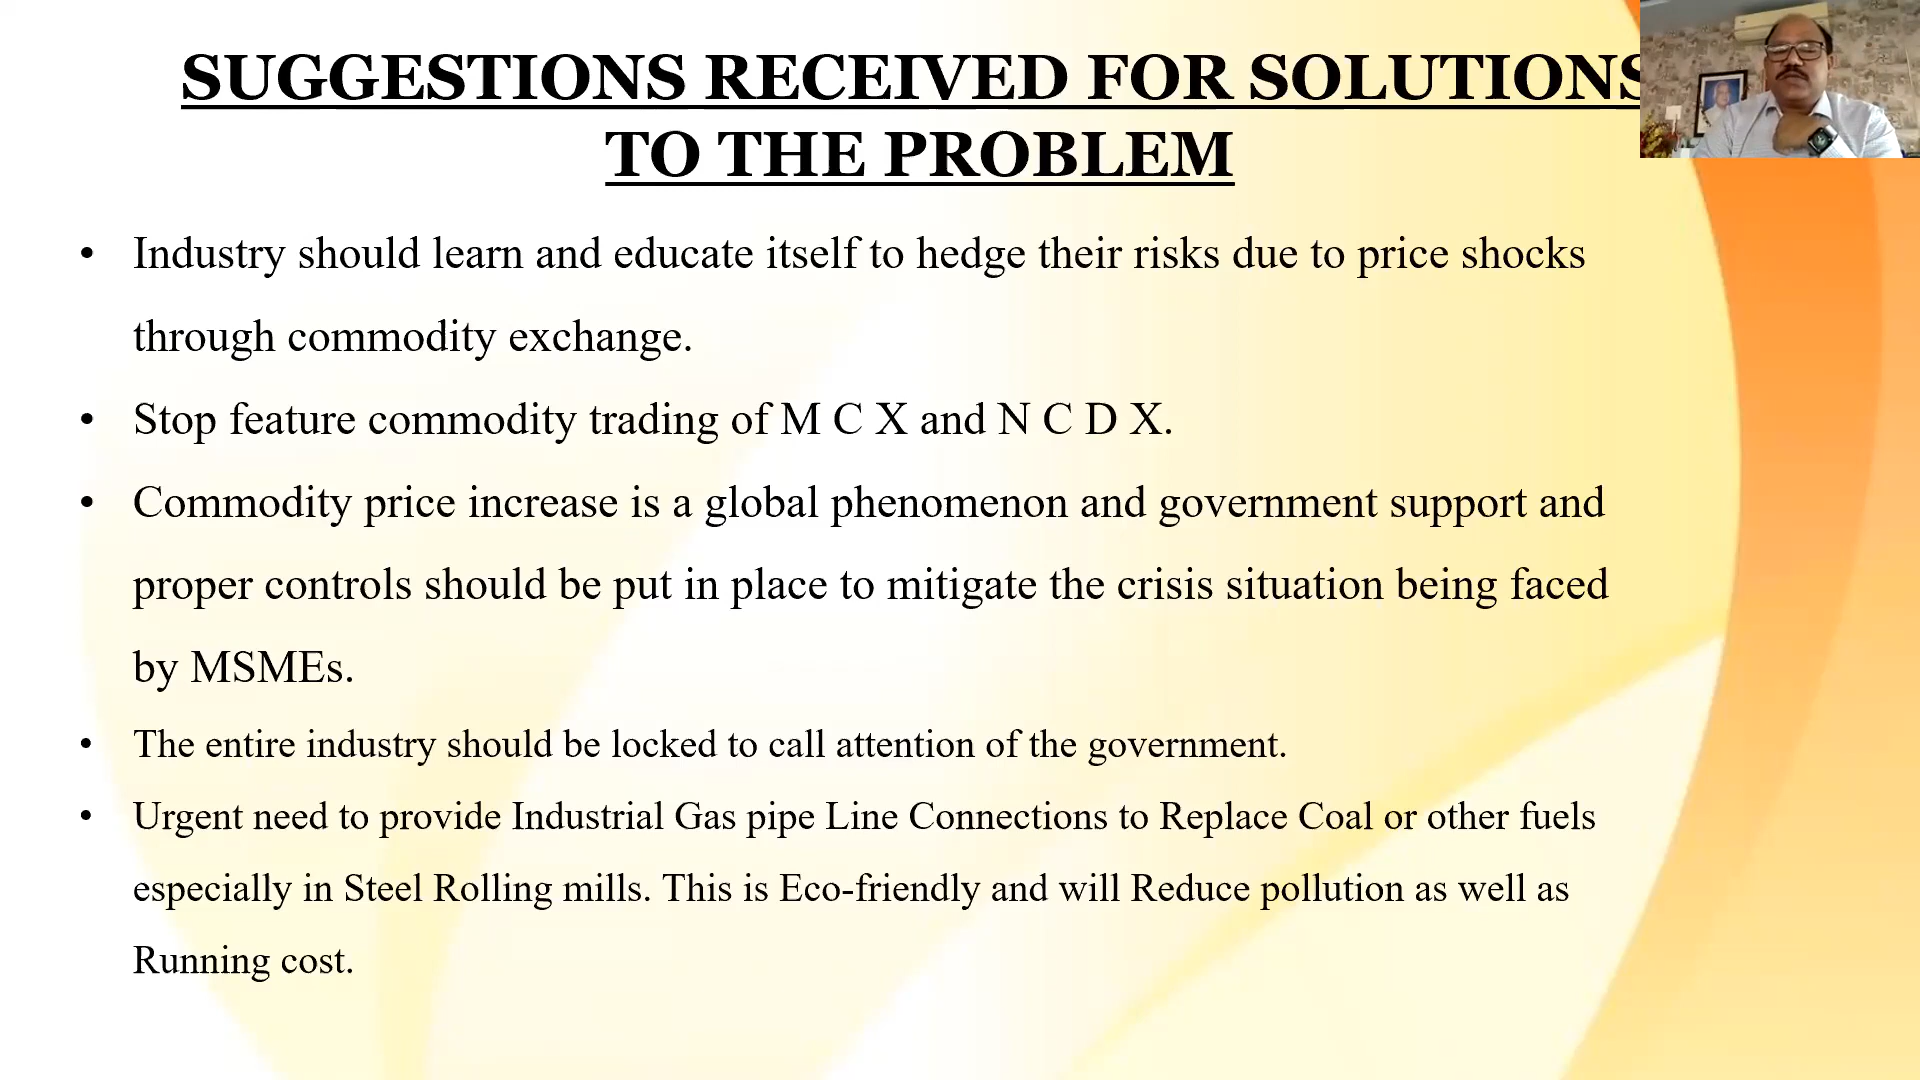 SUGGESTIONS RECEIVED FOR SOLUTIONS
TO THE PROBLEM
• Industry should learn and educate itself to hedge their risks due to price shocks
through commodity exchange.
• Stop feature commodity trading of M C X and N C D X.
• Commodity price increase is a global phenomenon and government support and
proper controls should be put in place to mitigate the crisis situation being faced
by MSMEs.
• The entire industry should be locked to call attention of the government.
• Urgent need to provide Industrial Gas pipe Line Connections to Replace Coal or other fuels
especially in Steel Rolling mills. This is Eco-friendly and will Reduce pollution as well as
Running cost.